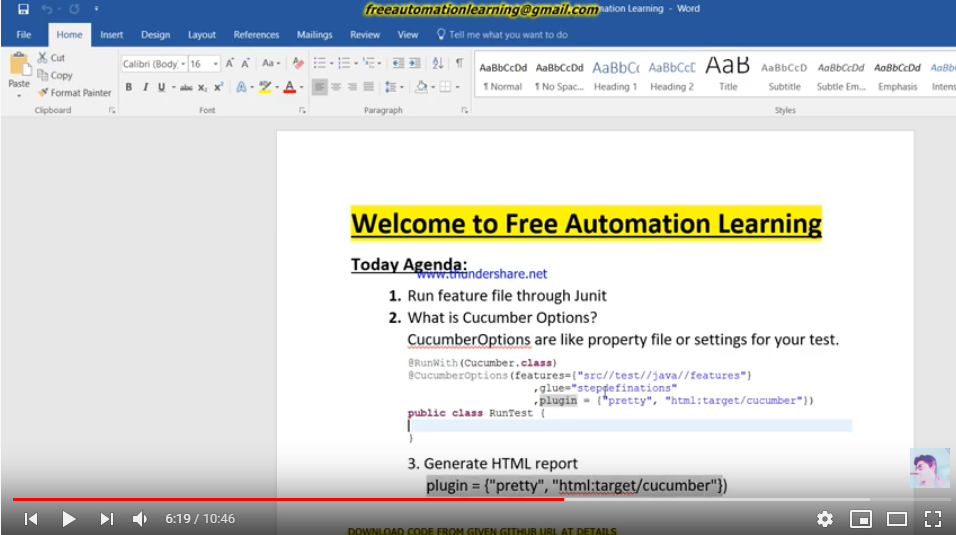 freeautomationlearning@gmail.com mation Learning - Word
File Home Insert Design Layout References Mailings Review View Tell me what you want to do
Cut
Copy
Format Painter
Paste
Calibri (Body) 16
B I U abc X₂ X²
AaBbCcDd AaBbCcDd AaBbCc AaBbCcD AaB AaBbCcD AaBbCcDd AaBbCcDd AaBb
¶ Normal ¶ No Spac... Heading 1 Heading 2 Title Subtitle Subtle Em... Emphasis Intens
Clipboard Font Paragraph Styles
Welcome to Free Automation Learning
Today Agenda:
www.thundershare.net
1. Run feature file through Junit
2. What is Cucumber Options?
CucumberOptions are like property file or settings for your test.
@RunWith(Cucumber.class)
@CucumberOptions(features={"src//test//java//features"}
,glue="stepdefinations"
,plugin = {"pretty", "html:target/cucumber"})
public class RunTest {
}
3. Generate HTML report
plugin = {"pretty", "html:target/cucumber"})
6:19 / 10:46
DOWNLOAD CODE FROM GIVEN GITHUB URL AT DETAILS